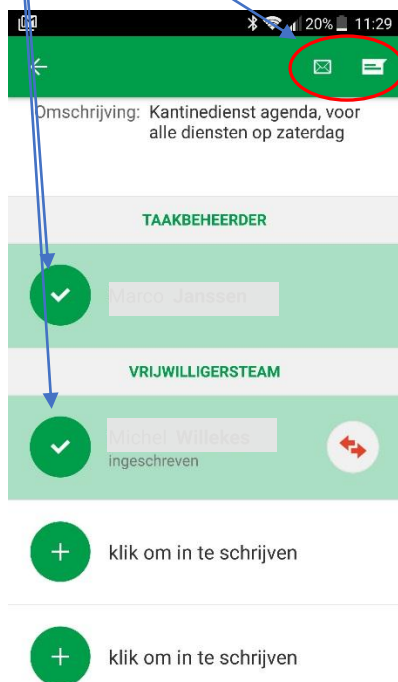 20% 11:29
Omschrijving: Kantinedienst agenda, voor
alle diensten op zaterdag
TAAKBEHEERDER
Marco Janssen
VRIJWILLIGERSTEAM
Michel Willekes
ingeschreven
klik om in te schrijven
klik om in te schrijven